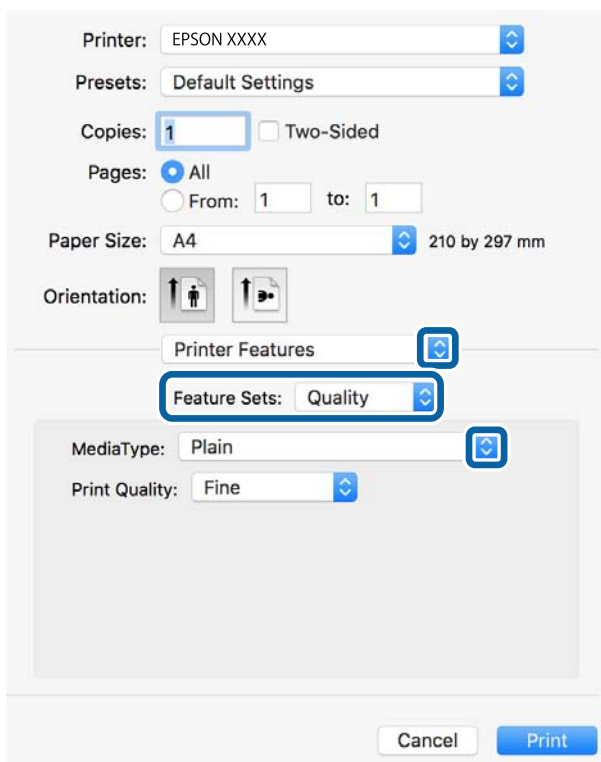 Printer: EPSON XXXX
Presets: Default Settings
Copies: 1 Two-Sided
Pages: All
From: 1 to: 1
Paper Size: A4 210 by 297 mm
Orientation:
Printer Features
Feature Sets: Quality
MediaType: Plain
Print Quality: Fine
Cancel Print